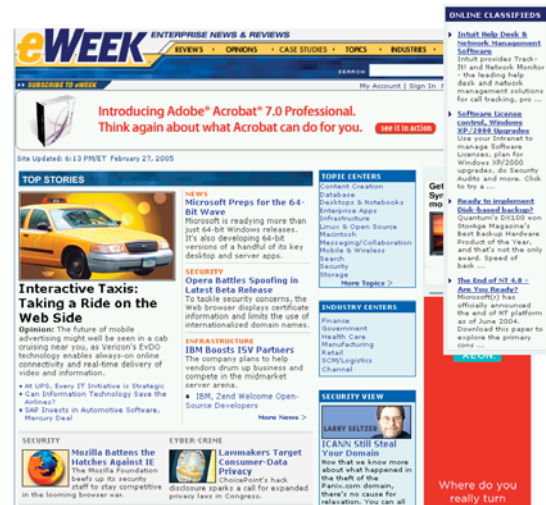 eWEEK
ENTERPRISE NEWS & REVIEWS
REVIEWS • OPINIONS • CASE STUDIES • TOPICS • INDUSTRIES •
SEARCH
SUBSCRIBE TO eWEEK
My Account | Sign In
Introducing Adobe® Acrobat® 7.0 Professional.
Think again about what Acrobat can do for you.
see it in action
Site Updated: 6:13 PM/ET February 27, 2005
TOP STORIES
Interactive Taxis:
Taking a Ride on the
Web Side
Opinion: The future of mobile
advertising might well be seen in a cab
cruising near you, as Verizon's EvDO
technology enables always-on online
connectivity and real-time delivery of
video and information.
• At UPS, Every IT Initiative is Strategic
• Can Information Technology Save the
Airlines?
• SAP Invests in Automotive Software,
Mercury Deal
NEWS
Microsoft Preps for the 64-
Bit Wave
Microsoft is readying more than
just 64-bit Windows releases.
It's also developing 64-bit
versions of a handful of its key
desktop and server apps.
SECURITY
Opera Battles Spoofing in
Latest Beta Release
To tackle security concerns, the
Web browser displays certificate
information and limits the use of
internationalized domain names.
INFRASTRUCTURE
IBM Boosts ISV Partners
The company plans to help
vendors drum up business and
compete in the midmarket
server arena.
• IBM, Zend Welcome Open-
Source Developers
More News >
TOPIC CENTERS
Content Creation
Database
Desktops & Notebooks
Enterprise Apps
Infrastructure
Linux & Open Source
Macintosh
Messaging/Collaboration
Mobile & Wireless
Search
Security
Storage
More Topics >
INDUSTRY CENTERS
Finance
Government
Health Care
Manufacturing
Retail
SCM/Logistics
Channel
SECURITY VIEW
LARRY SELTZER
ICANN Still Steal
Your Domain
Now that we know more
about what happened in
the theft of the
Panix.com domain,
there's no cause for
relaxation. You can all
SECURITY
Mozilla Battens the
Hatches Against IE
The Mozilla Foundation
beefs up its security
staff to stay competitive
in the looming browser war.
CYBER-CRIME
Lawmakers Target
Consumer-Data
Privacy
ChoicePoint's hack
disclosure sparks a call for expanded
privacy laws in Congress.
ONLINE CLASSIFIEDS
Intuit Help Desk &
Network Management
Software
Intuit provides Track-
It! and Network Monitor
- the leading help
desk and network
management solutions
for call tracking, pro ...
Software License
control, Windows
XP/2000 Upgrades
Use your Intranet to
manage Software
Licenses, plan for
Windows XP/2000
upgrades, do Security
Audits and more. Click
to try a ...
Ready to implement
Disk-based backup?
Quantum's DX100 won
Storage Magazine's
Best Backup Hardware
Product of the Year,
and that's not the only
award. Speed of
back ...
The End of NT 4.0 -
Are You Ready?
Microsoft(r) has
officially announced
the end of NT platform
as of June 2004.
Download this paper to
explore the primary
cons ...
Where do you
really turn